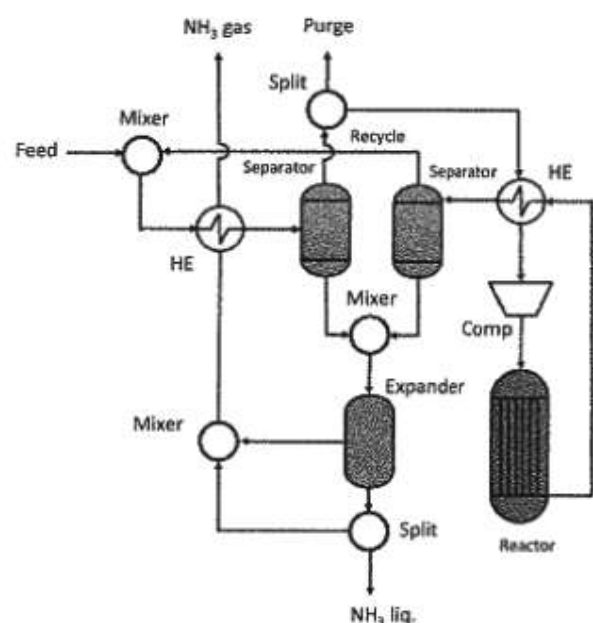 NH₃ gas
Purge
Split
Mixer
Recycle
Feed
Separator
Separator
HE
HE
Mixer
Comp
Expander
Mixer
Split
Reactor
NH₃ liq.